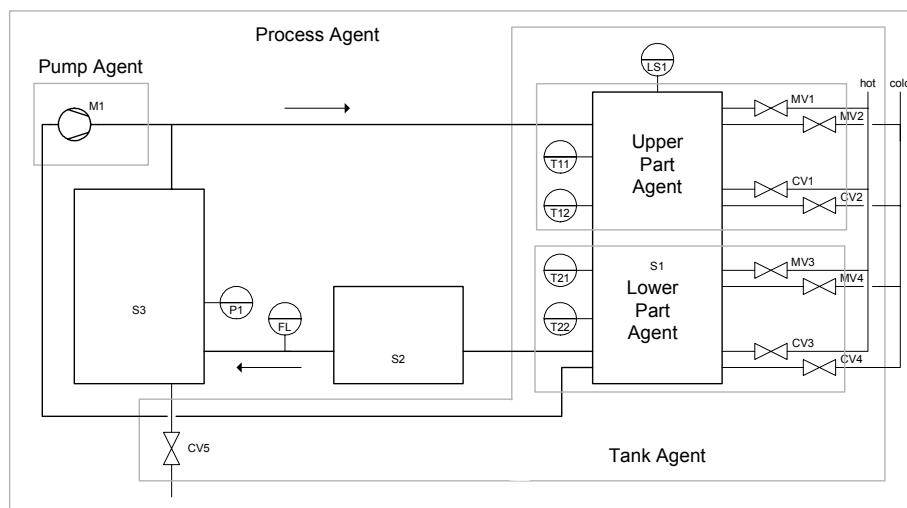 Process Agent
Pump Agent
M1
LS1
hot
cold
MV1
MV2
Upper
Part
Agent
T11
T12
CV1
CV2
S1
Lower
Part
Agent
T21
T22
MV3
MV4
CV3
CV4
S3
P1
FL
S2
CV5
Tank Agent